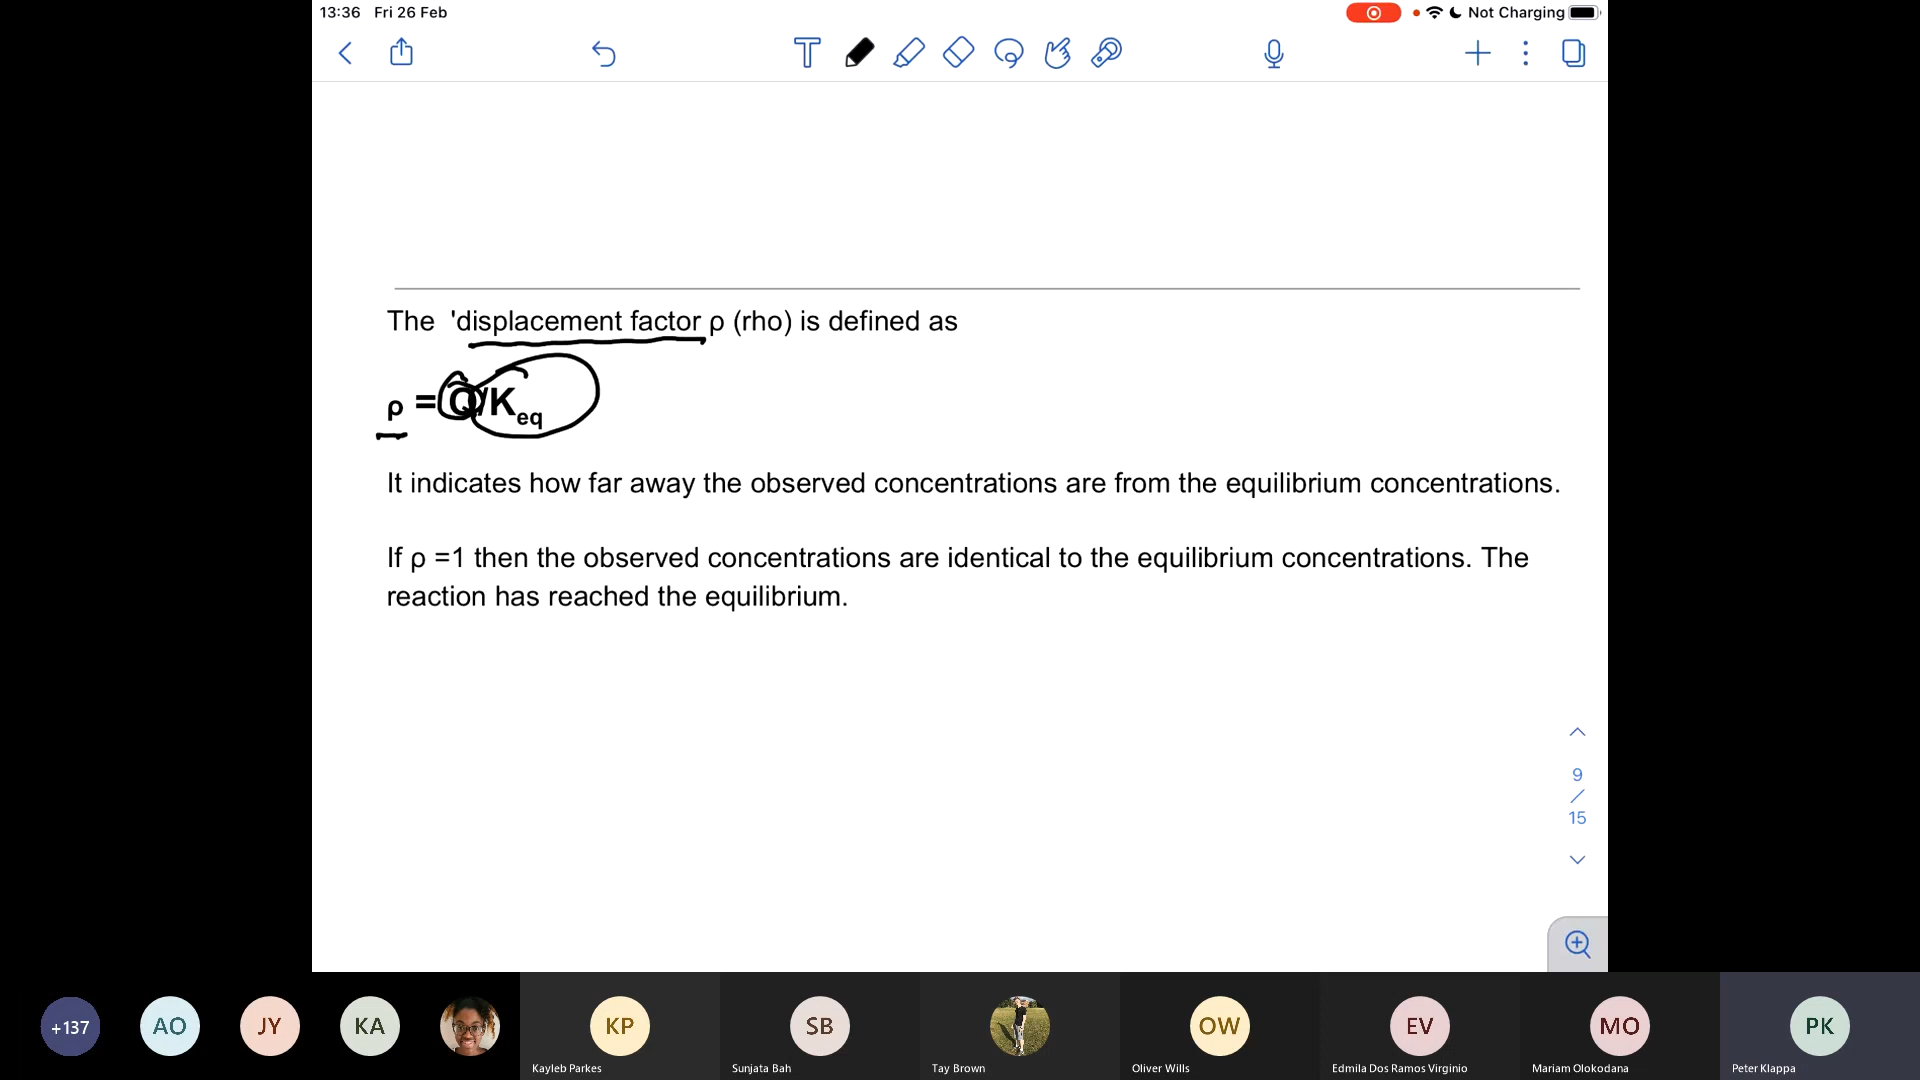 13:36 Fri 26 Feb
Not Charging
T
The 'displacement factor ρ (rho) is defined as
ρ = Q/Keq
It indicates how far away the observed concentrations are from the equilibrium concentrations.
If ρ =1 then the observed concentrations are identical to the equilibrium concentrations. The
reaction has reached the equilibrium.
9
/
15
+137
AO
JY
KA
KP
SB
OW
EV
MO
PK
Kayleb Parkes
Sunjata Bah
Tay Brown
Oliver Wills
Edmila Dos Ramos Virginio
Mariam Olokodana
Peter Klappa